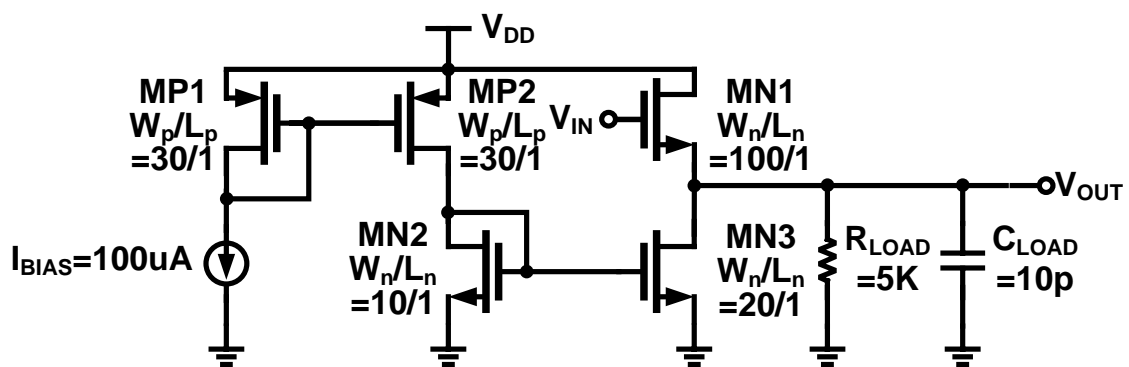 VDD
MP1
Wp/Lp
=30/1
MP2
Wp/Lp
=30/1
VIN
MN1
Wn/Ln
=100/1
VOUT
IBIAS=100uA
MN2
Wn/Ln
=10/1
MN3
Wn/Ln
=20/1
RLOAD
=5K
CLOAD
=10p